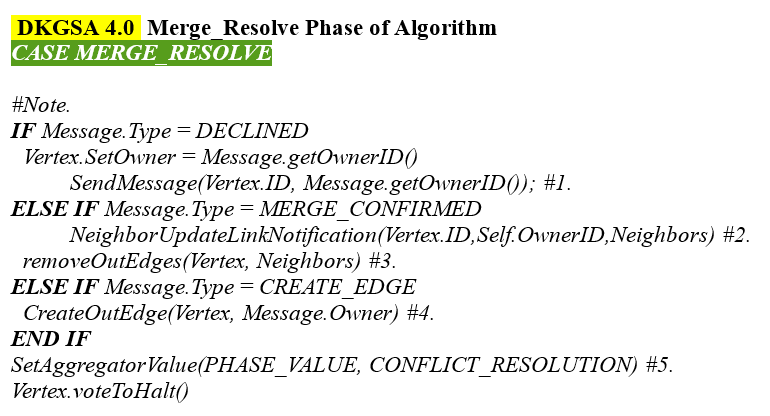 DKGSA 4.0 Merge_Resolve Phase of Algorithm
CASE MERGE_RESOLVE
#Note.
IF Message.Type = DECLINED
Vertex.SetOwner = Message.getOwnerID()
SendMessage(Vertex.ID, Message.getOwnerID()); #1.
ELSE IF Message.Type = MERGE_CONFIRMED
NeighborUpdateLinkNotification(Vertex.ID,Self.OwnerID,Neighbors) #2.
removeOutEdges(Vertex, Neighbors) #3.
ELSE IF Message.Type = CREATE_EDGE
CreateOutEdge(Vertex, Message.Owner) #4.
END IF
SetAggregatorValue(PHASE_VALUE, CONFLICT_RESOLUTION) #5.
Vertex.voteToHalt()